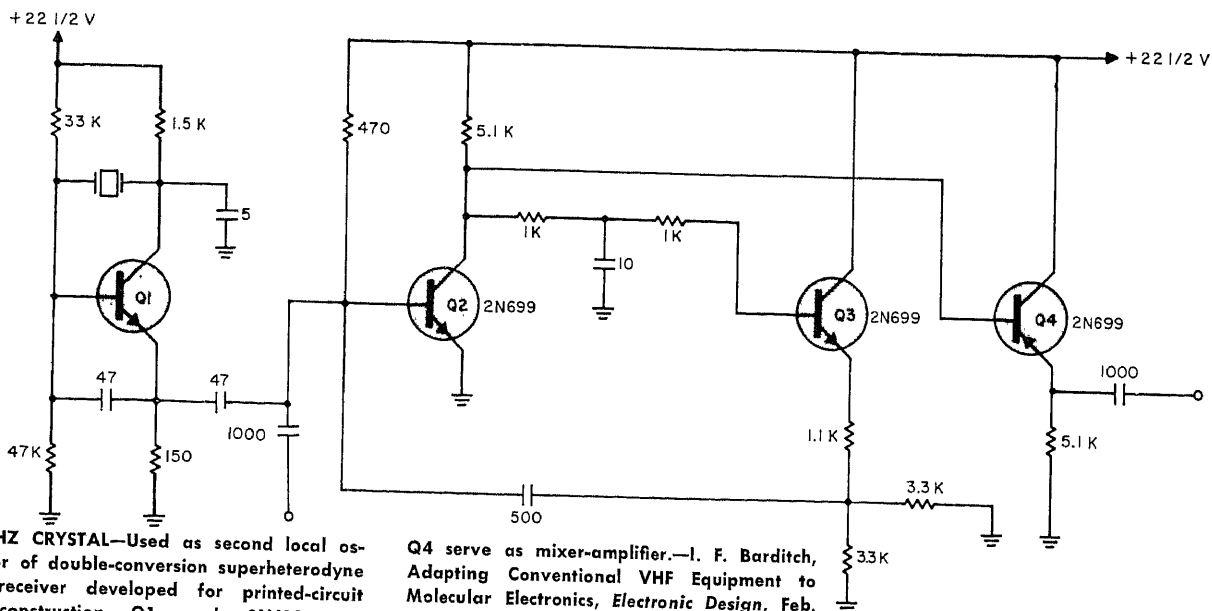 +22 1/2 V
+22 1/2 V
33 K
1.5 K
470
5.1 K
5
1K
1K
10
Q1
Q2
2N699
Q3
2N699
Q4
2N699
47
47
1000
1000
47K
150
1.1 K
5.1 K
3.3 K
500
33K
HZ CRYSTAL—Used as second local os-
r of double-conversion superheterodyne
receiver developed for printed-circuit
construction. Q1
Q4 serve as mixer-amplifier.—I. F. Barditch,
Adapting Conventional VHF Equipment to
Molecular Electronics, Electronic Design, Feb.